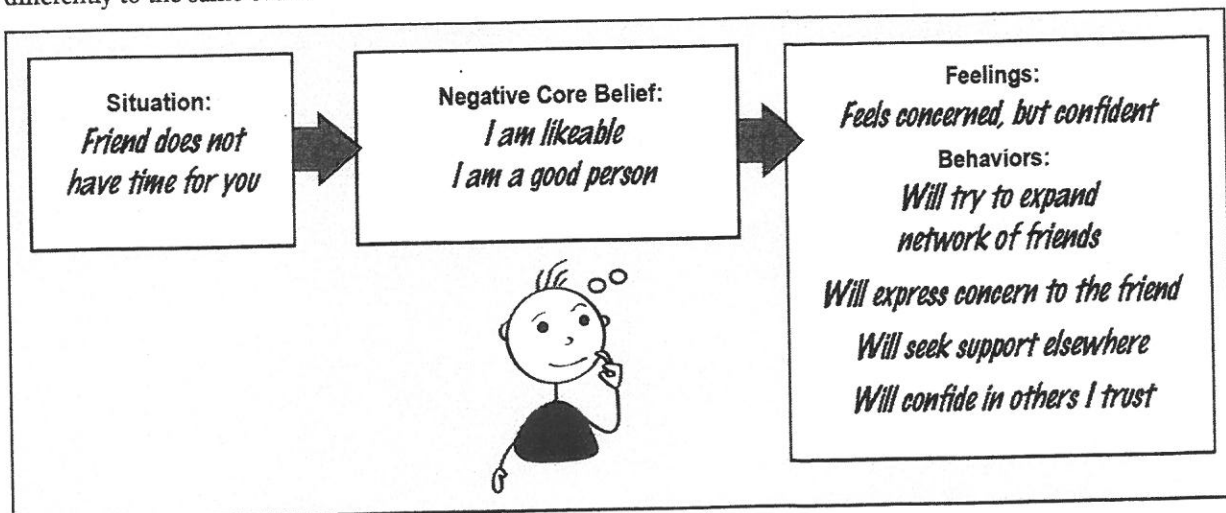 differently to the same
Situation:
Friend does not
have time for you
Negative Core Belief:
I am likeable
I am a good person
Feelings:
Feels concerned, but confident
Behaviors:
Will try to expand
network of friends
Will express concern to the friend
Will seek support elsewhere
Will confide in others I trust